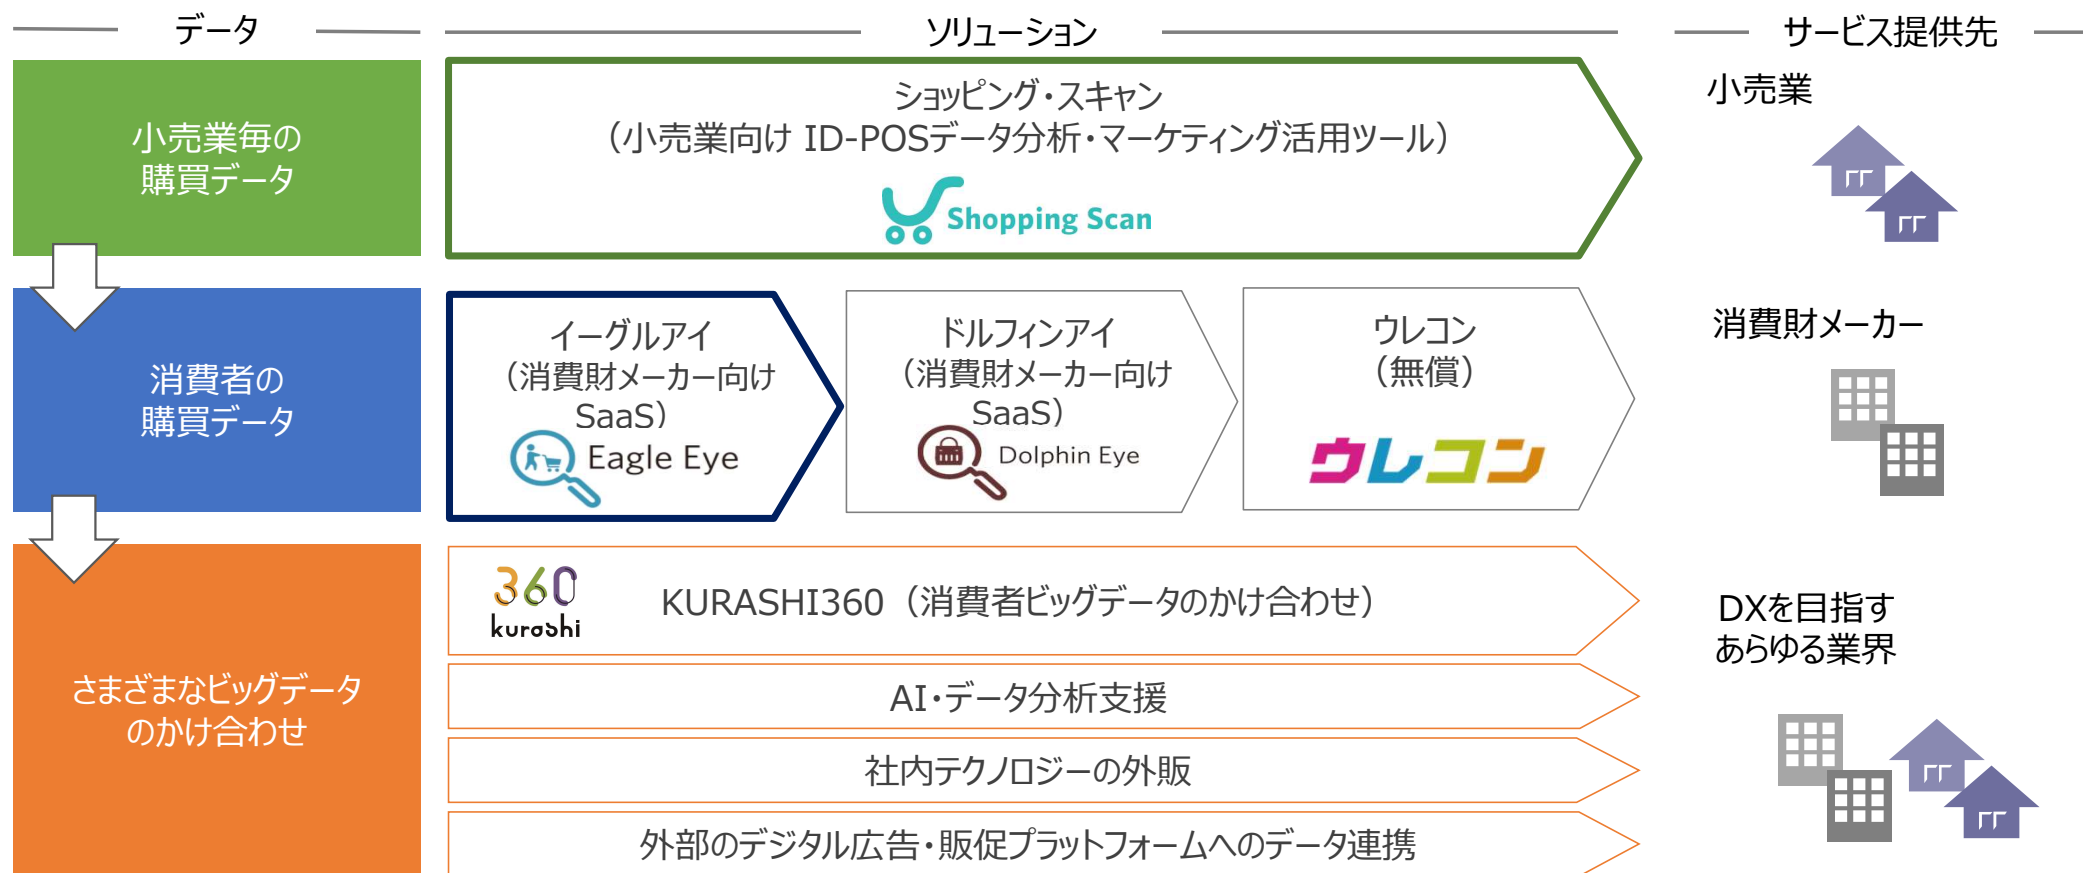 データ
ソリューション
サービス提供先
小売業毎の
購買データ
ショッピング・スキャン
（小売業向け ID-POSデータ分析・マーケティング活用ツール）
Shopping Scan
小売業
消費者の
購買データ
イーグルアイ
（消費財メーカー向け
SaaS）
Eagle Eye
ドルフィンアイ
（消費財メーカー向け
SaaS）
Dolphin Eye
ウレコン
（無償）
ウレコン
消費財メーカー
さまざまなビッグデータ
のかけ合わせ
360
kurashi
KURASHI360（消費者ビッグデータのかけ合わせ）
AI・データ分析支援
社内テクノロジーの外販
外部のデジタル広告・販促プラットフォームへのデータ連携
DXを目指す
あらゆる業界